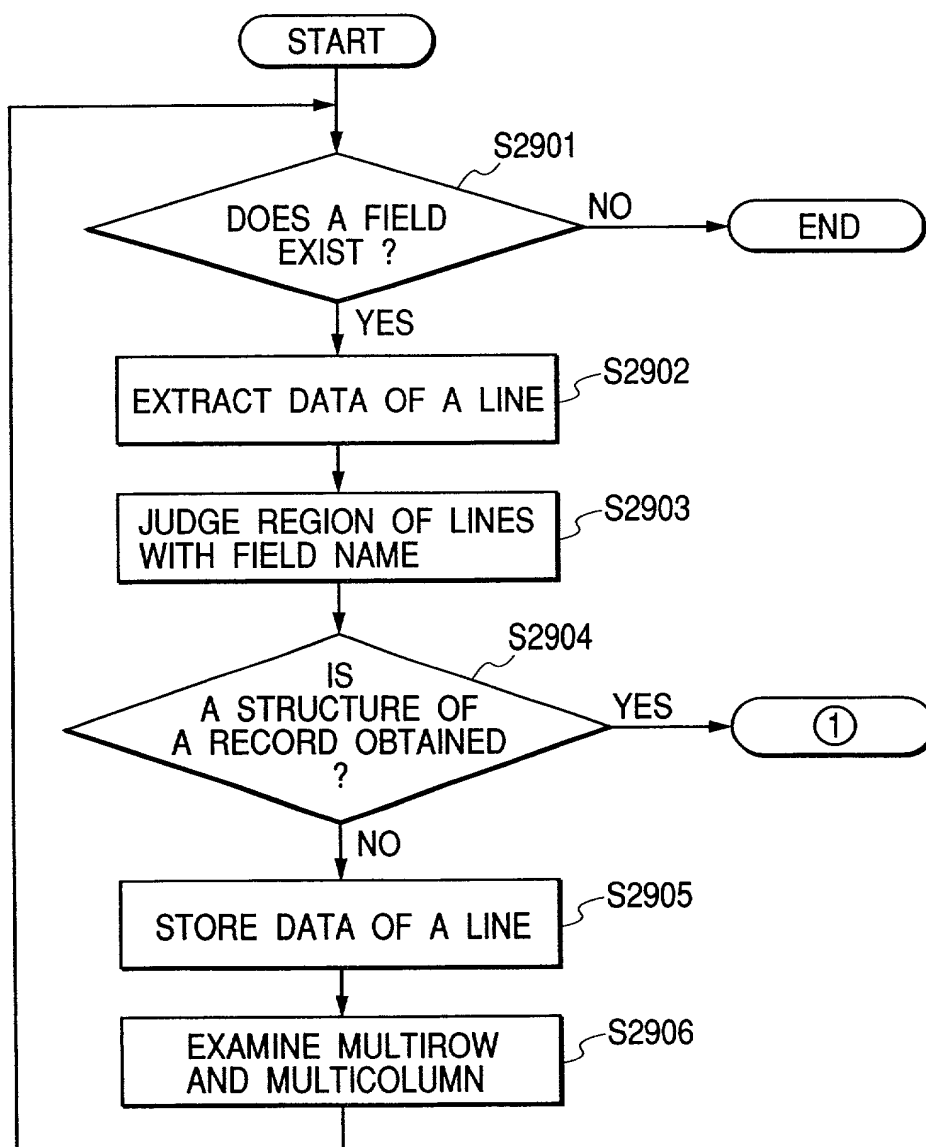 START
S2901
DOES A FIELD
EXIST ?
NO
END
YES
S2902
EXTRACT DATA OF A LINE
S2903
JUDGE REGION OF LINES
WITH FIELD NAME
S2904
IS
A STRUCTURE OF
A RECORD OBTAINED
?
YES
①
NO
S2905
STORE DATA OF A LINE
S2906
EXAMINE MULTIROW
AND MULTICOLUMN